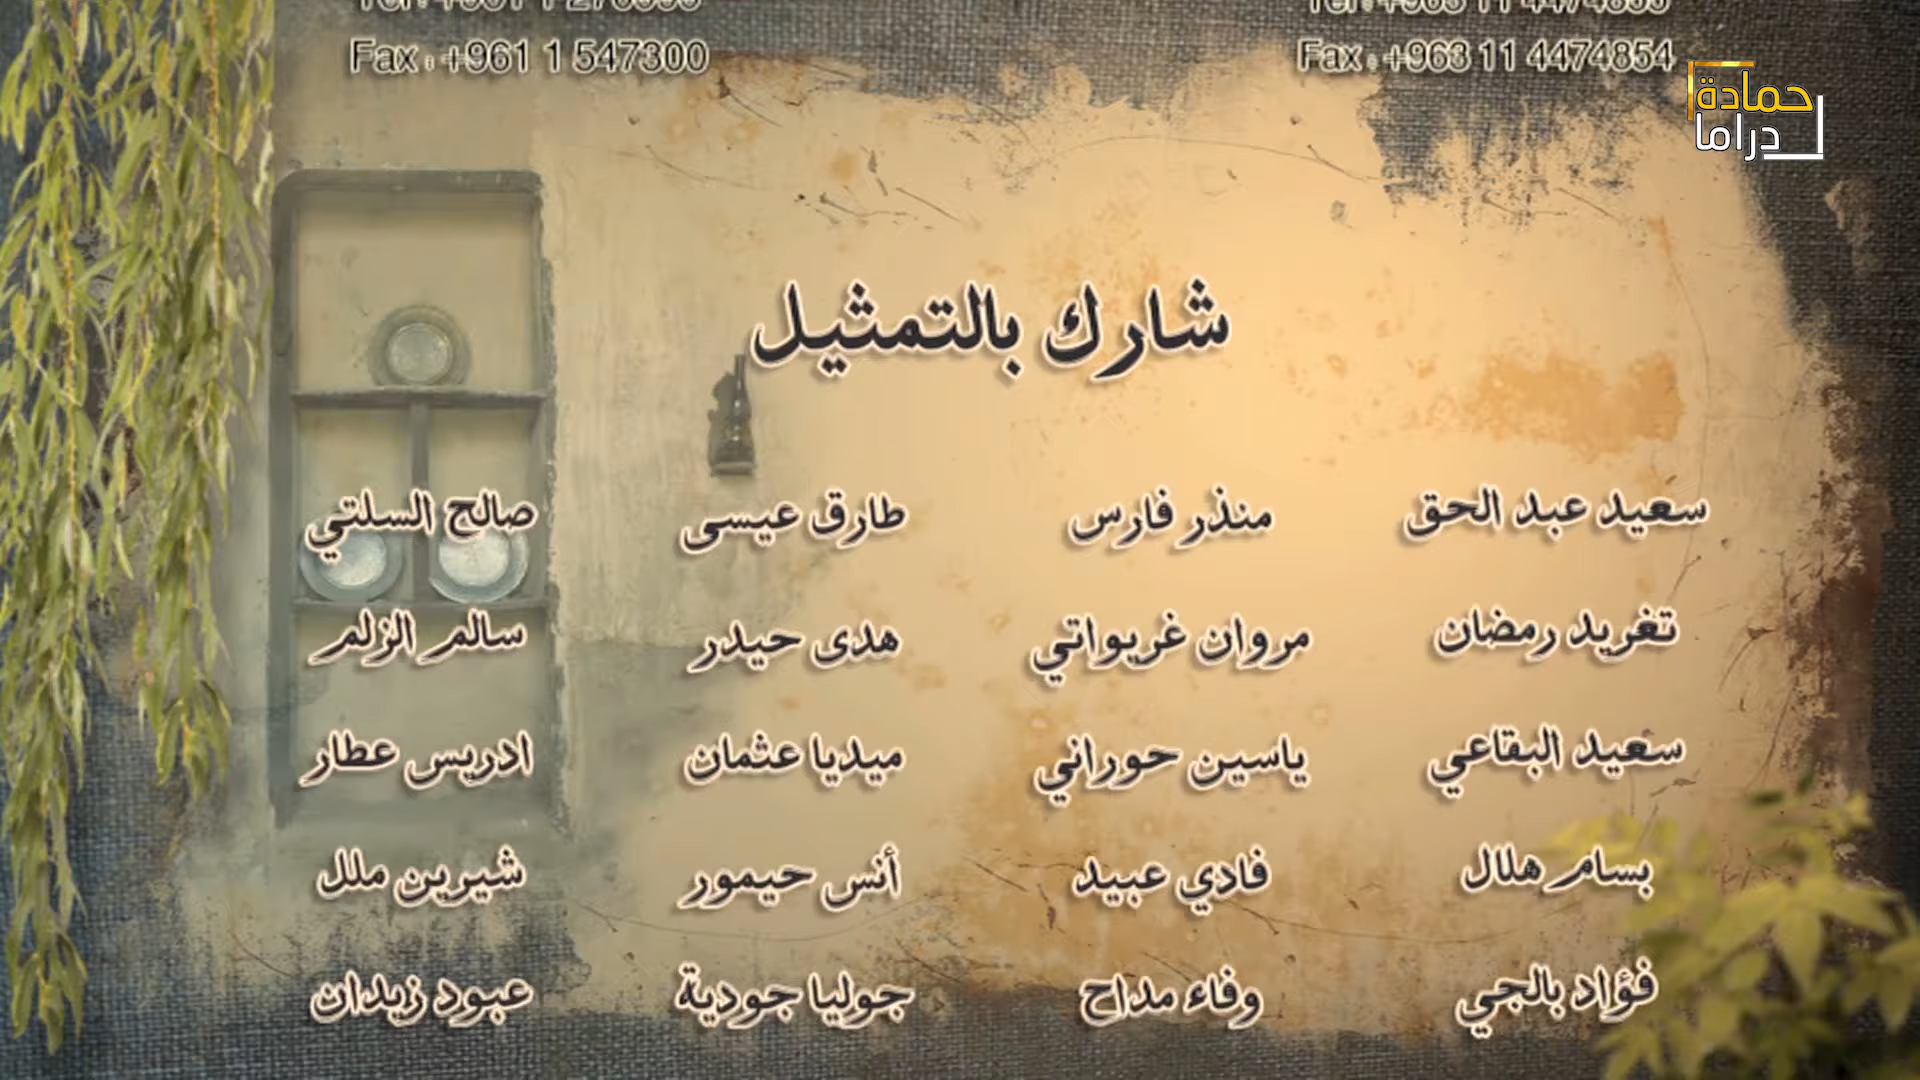 Fax : +961 1 547300
Fax : +963 11 4474854
حمادة
دراما
شارك بالتمثيل
سعيد عبد الحق منذر فارس طارق عيسى صالح السلتي
تغريد رمضان مروان غريواتي هدى حيدر سالم الزلم
سعيد البقاعي ياسين حوراني ميديا عثمان ادريس عطار
بسام هلال فادي عبيد أنس حيمور شيرين ملل
فؤاد بالجي وفاء مداح جوليا جودية عبود زيدان